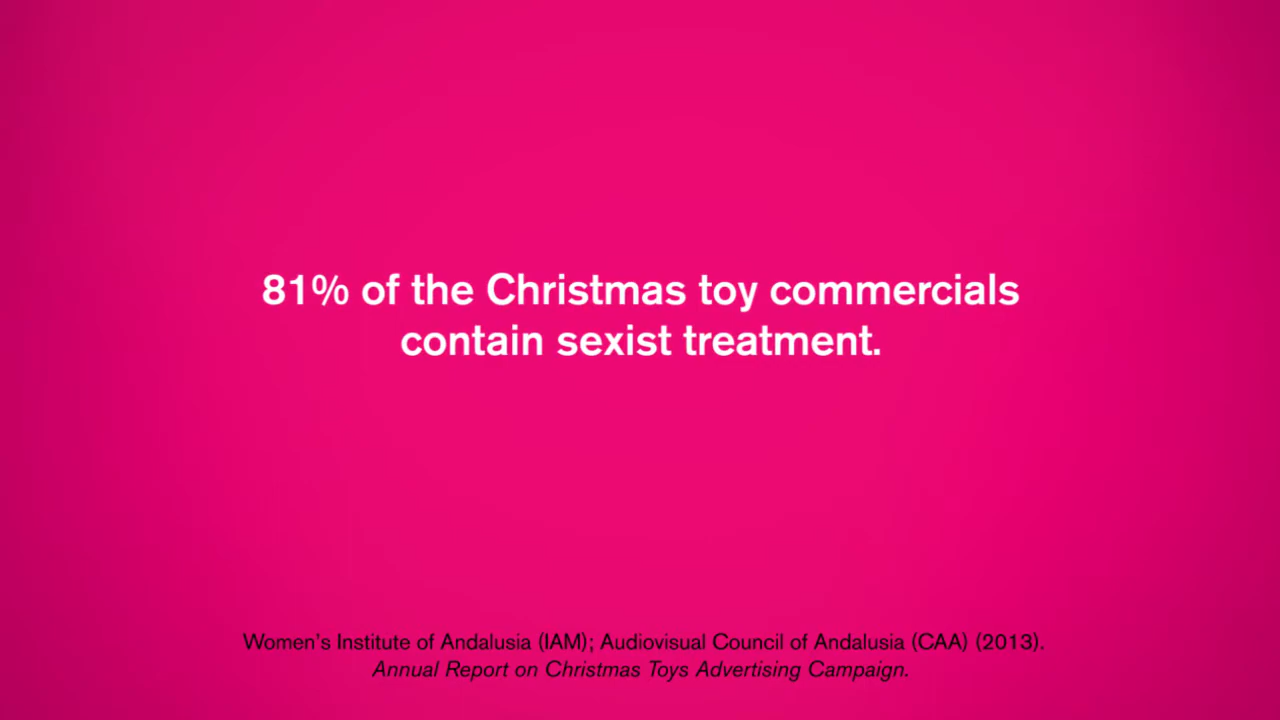 81% of the Christmas toy commercials
contain sexist treatment.
Women's Institute of Andalusia (IAM); Audiovisual Council of Andalusia (CAA) (2013).
Annual Report on Christmas Toys Advertising Campaign.